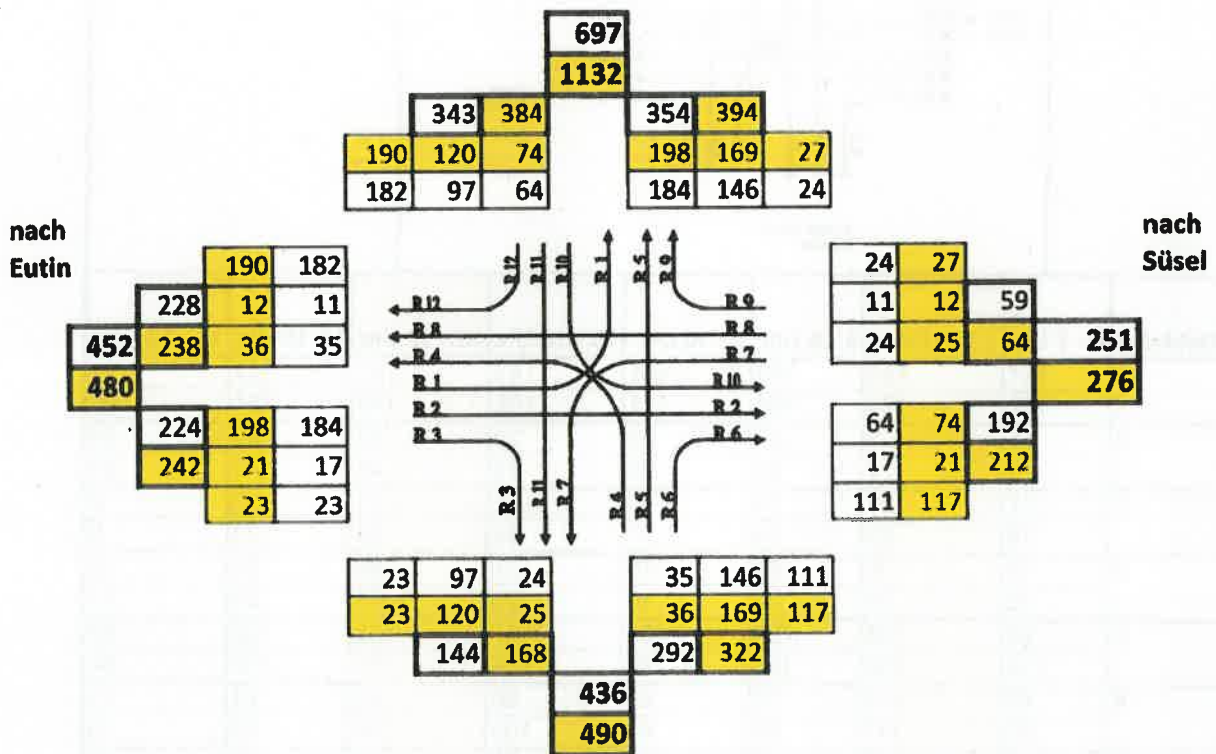 697
1132
343 384 354 394
190 120 74 198 169 27
182 97 64 184 146 24
nach
Eutin
nach
Süsel
190 182
228 12 11
452 238 36 35
480
224 198 184
242 21 17
23 23
R 12 R 11 R 10 R 1 R 5 R 9
R 12 R 9
R 8 R 8
R 4 R 7
R 1 R 10
R 2 R 2
R 3 R 6
R 3 R 11 R 7 R 4 R 5 R 6
24 27
11 12 59
24 25 64 251
276
64 74 192
17 21 212
111 117
23 97 24 35 146 111
23 120 25 36 169 117
144 168 292 322
436
490